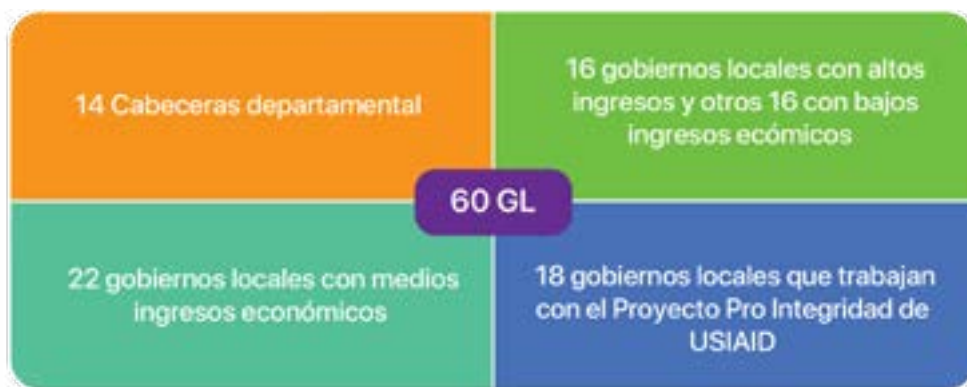 14 Cabeceras departamental
16 gobiernos locales con altos
ingresos y otros 16 con bajos
ingresos ecómicos
60 GL
22 gobiernos locales con medios
ingresos económicos
18 gobiernos locales que trabajan
con el Proyecto Pro Integridad de
USIAID